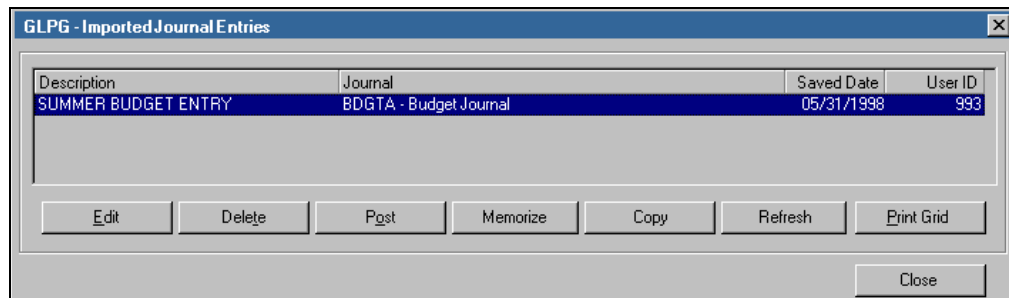 GLPG - Imported Journal Entries
Description Journal Saved Date User ID
SUMMER BUDGET ENTRY BDGTA - Budget Journal 05/31/1998 993
Edit Delete Post Memorize Copy Refresh Print Grid
Close